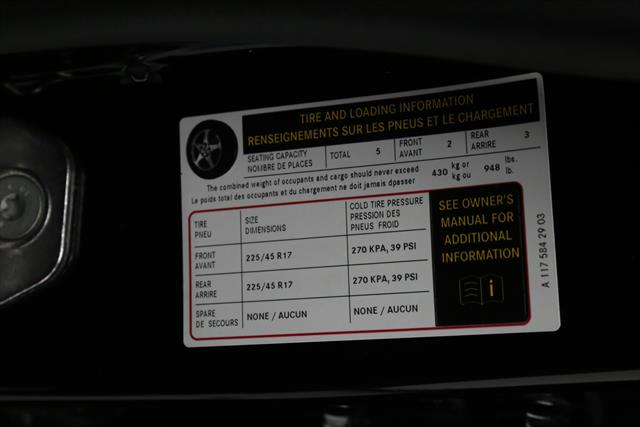 TIRE AND LOADING INFORMATION
RENSEIGNEMENTS SUR LES PNEUS ET LE CHARGEMENT
SEATING CAPACITY
NOMBRE DE PLACES
TOTAL 5
FRONT
AVANT
2
REAR
ARRIRE
3
The combined weight of occupants and cargo should never exceed
Le poids total des occupants et du chargement ne doit jamais dpasser
430 kg or
kg ou
948 lbs.
lb.
TIRE
PNEU
SIZE
DIMENSIONS
COLD TIRE PRESSURE
PRESSION DES
PNEUS FROID
FRONT
AVANT
225/45 R17
270 KPA, 39 PSI
REAR
ARRIRE
225/45 R17
270 KPA, 39 PSI
SPARE
DE SECOURS
NONE / AUCUN
NONE / AUCUN
SEE OWNER'S
MANUAL FOR
ADDITIONAL
INFORMATION
i
A 117 584 29 03